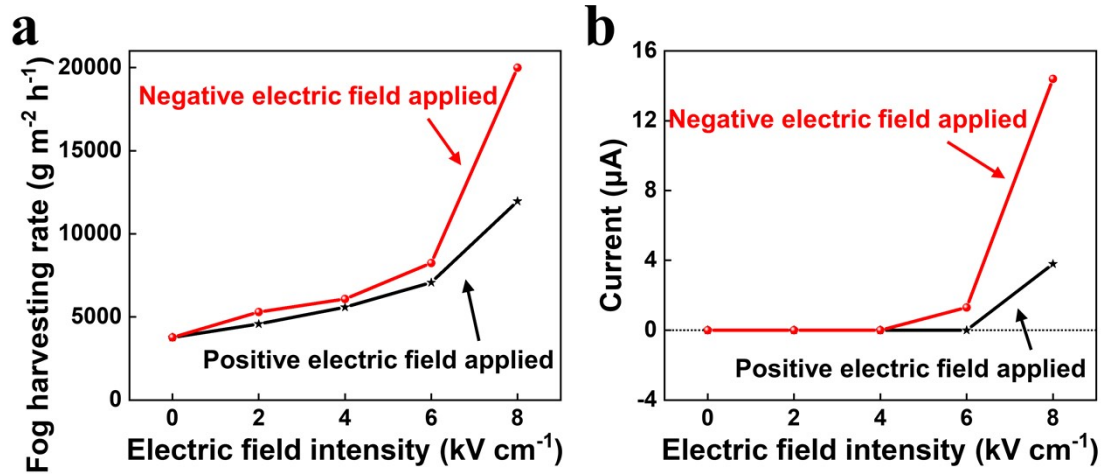 a
Fog harvesting rate (g m⁻² h⁻¹)
20000
15000
10000
5000
0
Negative electric field applied
Positive electric field applied
0 2 4 6 8
Electric field intensity (kV cm⁻¹)
b
Current (µA)
16
12
8
4
0
-4
Negative electric field applied
Positive electric field applied
0 2 4 6 8
Electric field intensity (kV cm⁻¹)